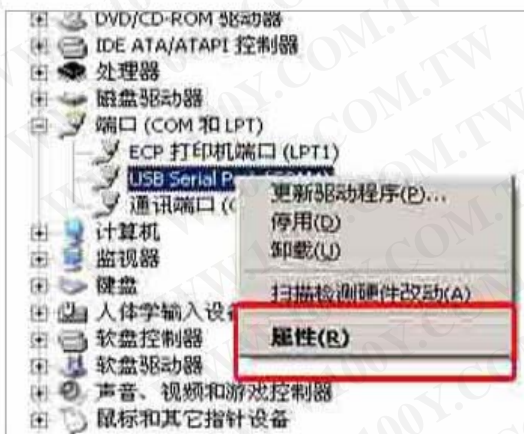 DVD/CD-ROM 驱动器
IDE ATA/ATAPI 控制器
处理器
磁盘驱动器
端口 (COM 和 LPT)
ECP 打印机端口 (LPT1)
USB Serial
通讯端口
更新驱动程序(P)...
停用(D)
卸载(U)
扫描检测硬件改动(A)
属性(R)
计算机
监视器
键盘
人体学输入设
软盘控制器
软盘驱动器
声音、视频和游戏控制器
鼠标和其它指针设备